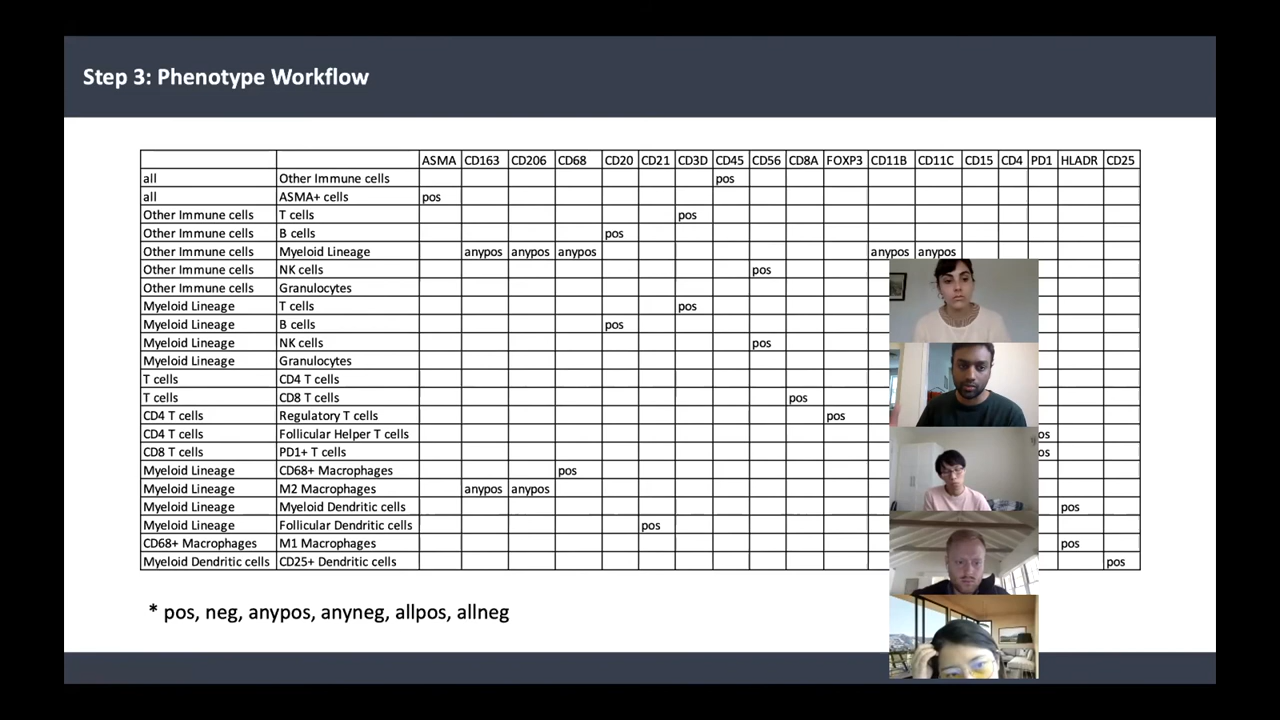 Step 3: Phenotype Workflow
ASMA CD163 CD206 CD68 CD20 CD21 CD3D CD45 CD56 CD8A FOXP3 CD11B CD11C CD15 CD4 PD1 HLADR CD25
all Other Immune cells pos
all ASMA+ cells pos
Other Immune cells T cells pos
Other Immune cells B cells pos
Other Immune cells Myeloid Lineage anypos anypos anypos anypos anypos
Other Immune cells NK cells pos
Other Immune cells Granulocytes
Myeloid Lineage T cells pos
Myeloid Lineage B cells pos
Myeloid Lineage NK cells pos
Myeloid Lineage Granulocytes
T cells CD4 T cells
T cells CD8 T cells pos
CD4 T cells Regulatory T cells pos
CD4 T cells Follicular Helper T cells
CD8 T cells PD1+ T cells
Myeloid Lineage CD68+ Macrophages pos
Myeloid Lineage M2 Macrophages anypos anypos
Myeloid Lineage Myeloid Dendritic cells pos
Myeloid Lineage Follicular Dendritic cells pos
CD68+ Macrophages M1 Macrophages pos
Myeloid Dendritic cells CD25+ Dendritic cells pos
* pos, neg, anypos, anyneg, allpos, allneg